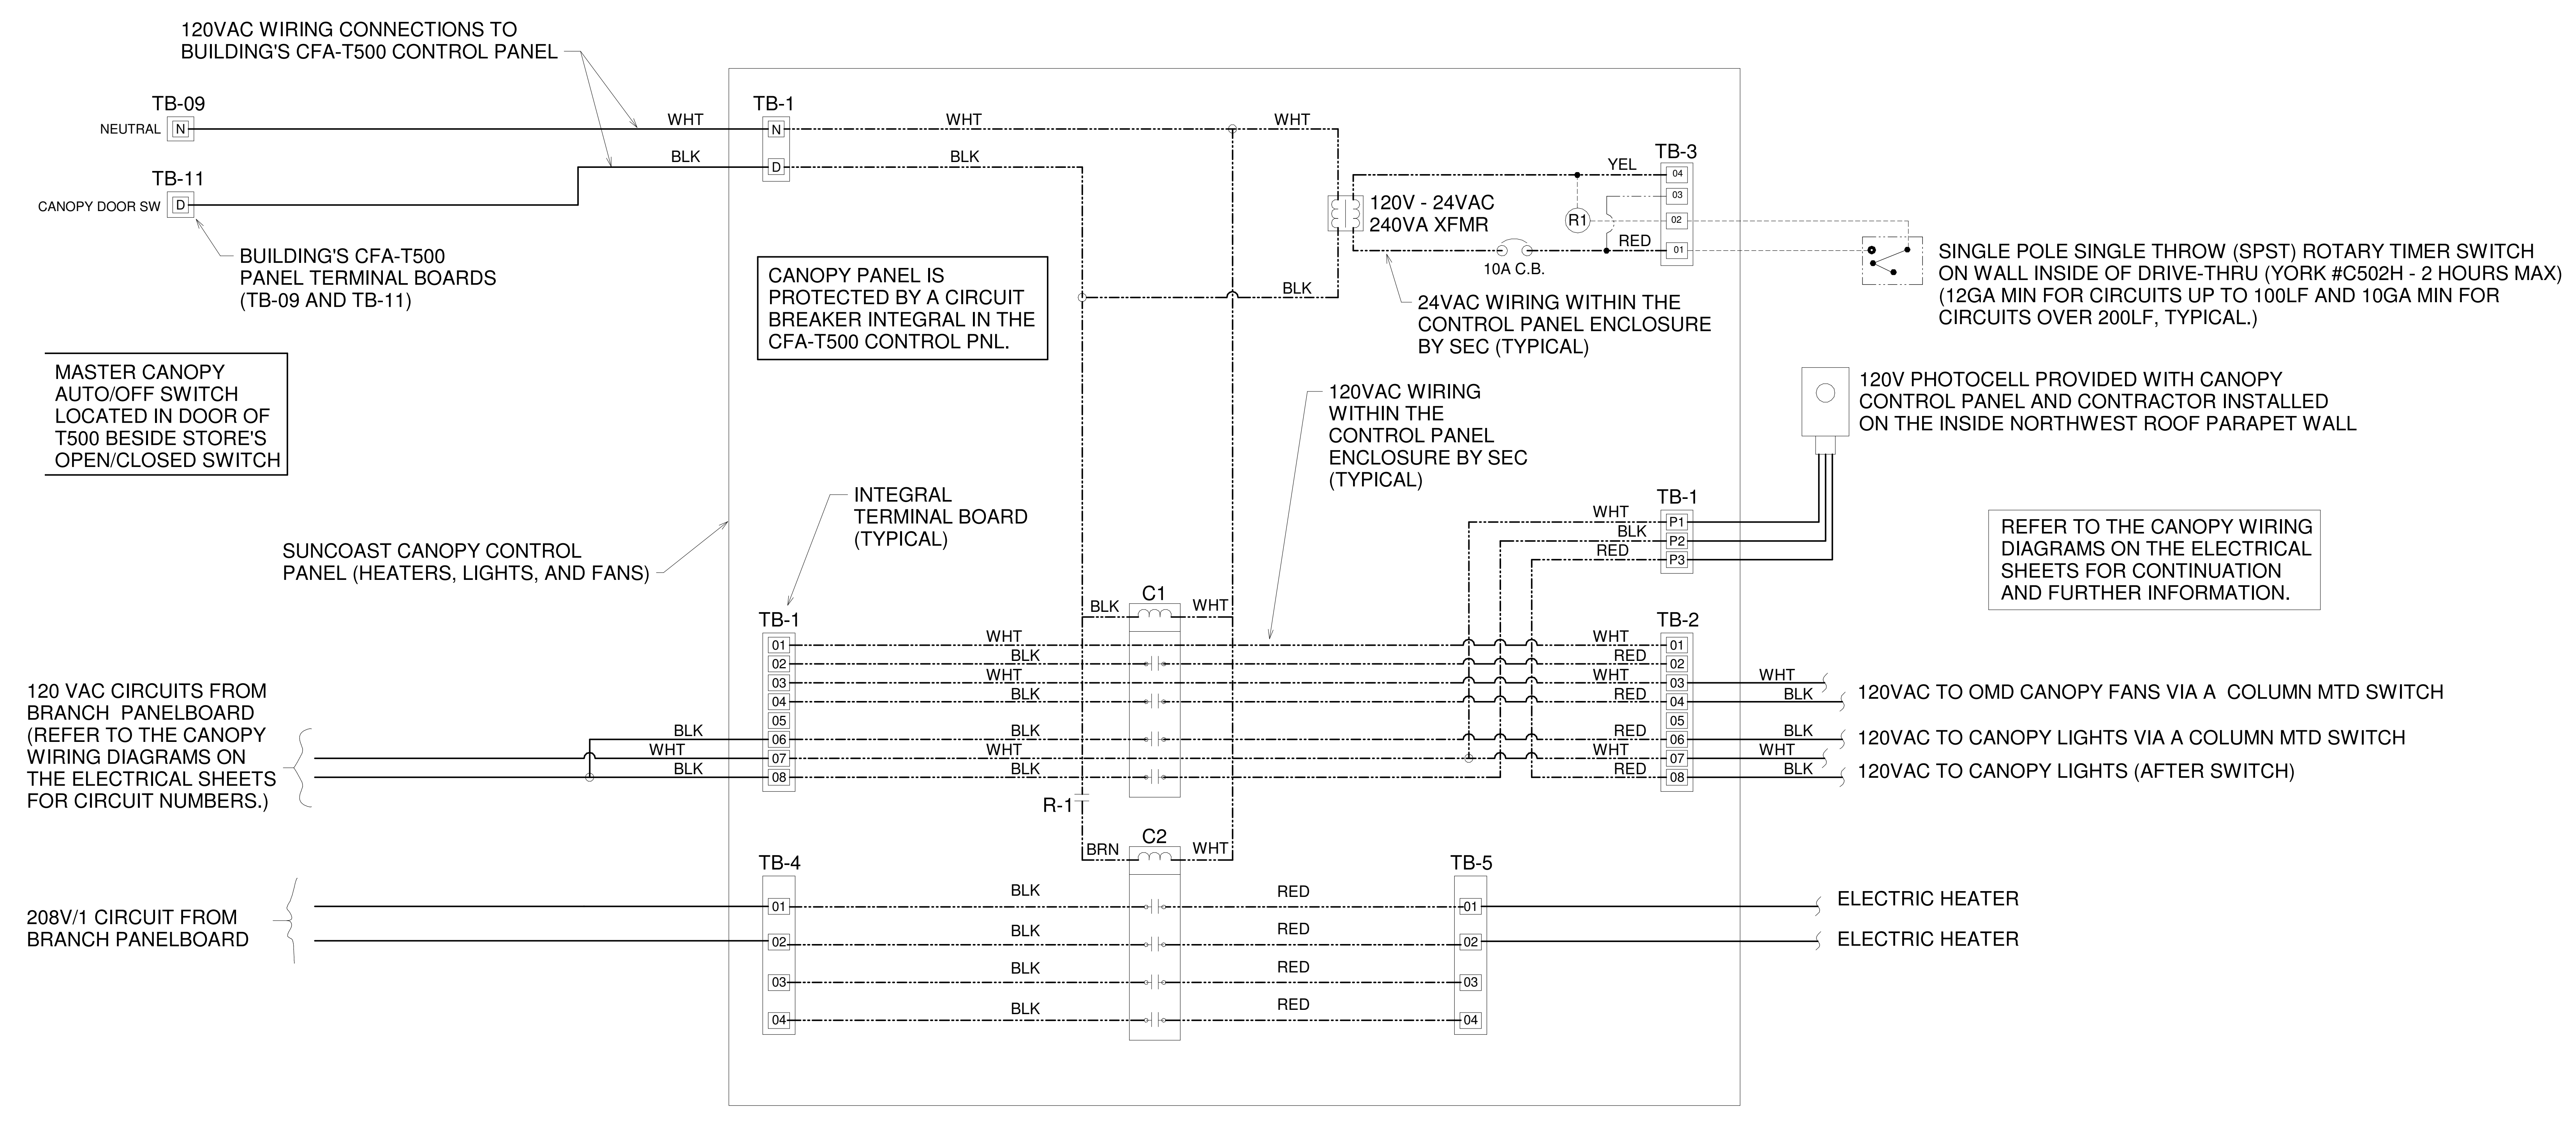 120VAC WIRING CONNECTIONS TO
BUILDING'S CFA-T500 CONTROL PANEL
TB-09
NEUTRAL
N
WHT
TB-11
CANOPY DOOR SW
D
BLK
BUILDING'S CFA-T500
PANEL TERMINAL BOARDS
(TB-09 AND TB-11)
MASTER CANOPY
AUTO/OFF SWITCH
LOCATED IN DOOR OF
T500 BESIDE STORE'S
OPEN/CLOSED SWITCH
TB-1
N
WHT
WHT
D
BLK
CANOPY PANEL IS
PROTECTED BY A CIRCUIT
BREAKER INTEGRAL IN THE
CFA-T500 CONTROL PNL.
120V - 24VAC
240VA XFMR
BLK
TB-3
YEL
04
03
R1
02
RED
01
10A C.B.
24VAC WIRING WITHIN THE
CONTROL PANEL ENCLOSURE
BY SEC (TYPICAL)
SINGLE POLE SINGLE THROW (SPST) ROTARY TIMER SWITCH
ON WALL INSIDE OF DRIVE-THRU (YORK #C502H - 2 HOURS MAX)
(12GA MIN FOR CIRCUITS UP TO 100LF AND 10GA MIN FOR
CIRCUITS OVER 200LF, TYPICAL.)
120V PHOTOCELL PROVIDED WITH CANOPY
CONTROL PANEL AND CONTRACTOR INSTALLED
ON THE INSIDE NORTHWEST ROOF PARAPET WALL
120VAC WIRING
WITHIN THE
CONTROL PANEL
ENCLOSURE BY SEC
(TYPICAL)
INTEGRAL
TERMINAL BOARD
(TYPICAL)
SUNCOAST CANOPY CONTROL
PANEL (HEATERS, LIGHTS, AND FANS)
TB-1
WHT
P1
BLK
P2
RED
P3
REFER TO THE CANOPY WIRING
DIAGRAMS ON THE ELECTRICAL
SHEETS FOR CONTINUATION
AND FURTHER INFORMATION.
C1
BLK
WHT
TB-1
TB-2
01 WHT WHT 01
02 BLK RED 02
03 WHT WHT 03 WHT
04 BLK RED 04 BLK
05 05
BLK 06 RED 06 BLK
WHT 07 WHT WHT 07 WHT
BLK 08 BLK RED 08 BLK
120 VAC CIRCUITS FROM
BRANCH PANELBOARD
(REFER TO THE CANOPY
WIRING DIAGRAMS ON
THE ELECTRICAL SHEETS
FOR CIRCUIT NUMBERS.)
120VAC TO OMD CANOPY FANS VIA A COLUMN MTD SWITCH
120VAC TO CANOPY LIGHTS VIA A COLUMN MTD SWITCH
120VAC TO CANOPY LIGHTS (AFTER SWITCH)
R-1
C2
BRN
WHT
TB-4
TB-5
01 BLK RED 01
02 BLK RED 02
03 BLK RED 03
04 BLK RED 04
208V/1 CIRCUIT FROM
BRANCH PANELBOARD
ELECTRIC HEATER
ELECTRIC HEATER